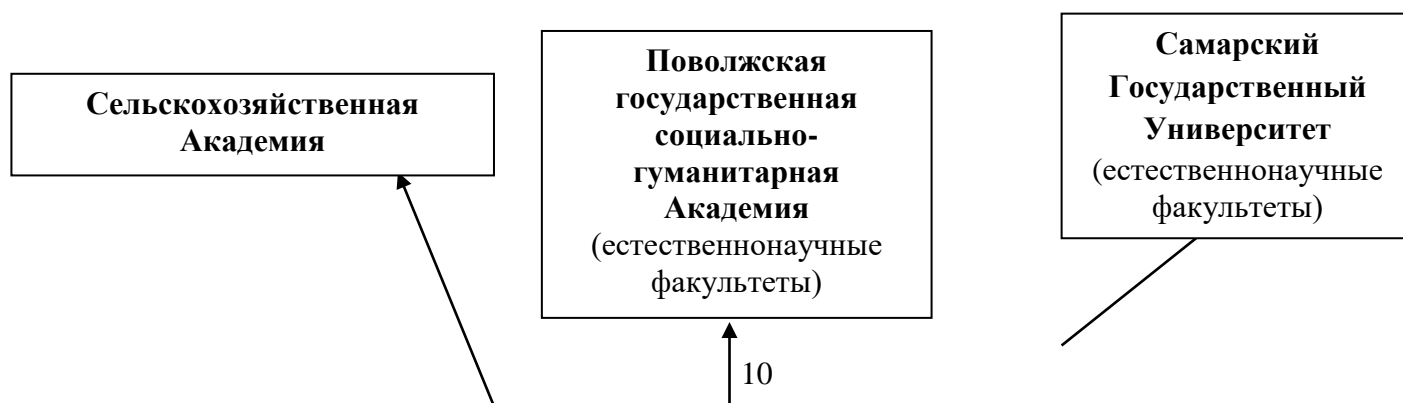 Сельскохозяйственная
Академия
Поволжская
государственная
социально-
гуманитарная
Академия
(естественнонаучные
факультеты)
Самарский
Государственный
Университет
(естественнонаучные
факультеты)
10